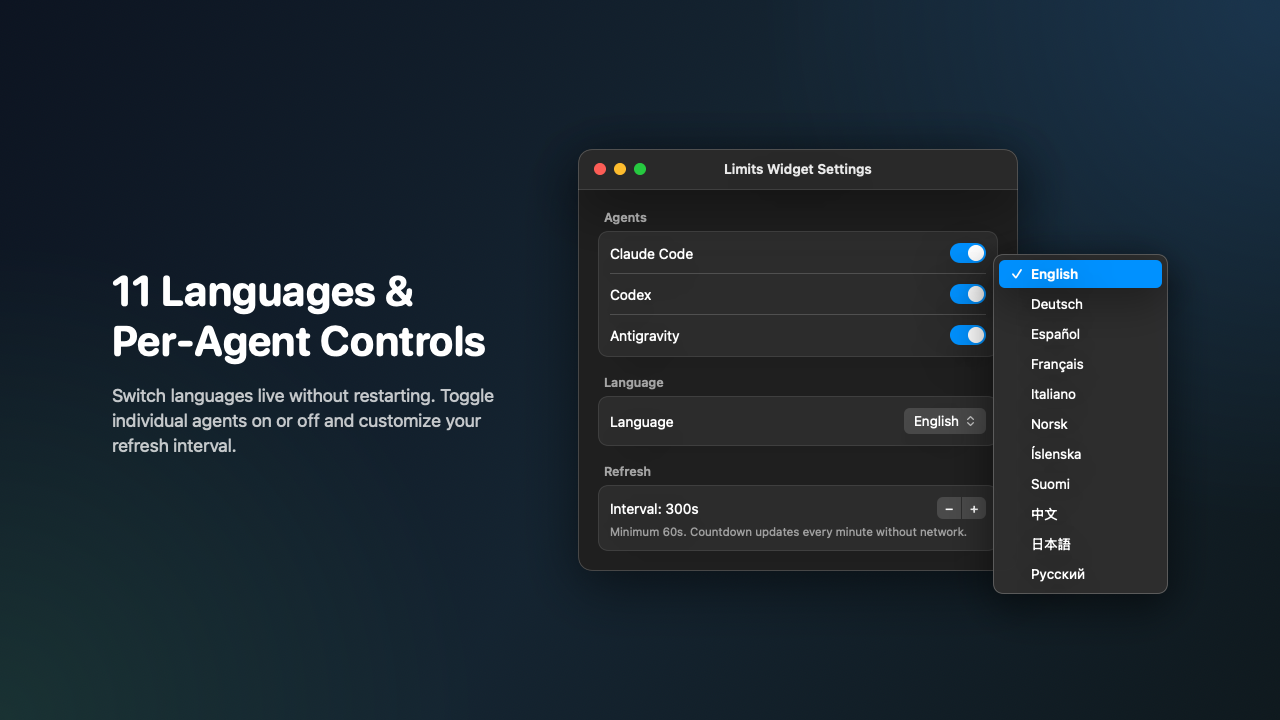 11 Languages &
Per-Agent Controls
Switch languages live without restarting. Toggle
individual agents on or off and customize your
refresh interval.
Limits Widget Settings
Agents
Claude Code
Codex
Antigravity
Language
Language
English
Refresh
Interval: 300s
− +
Minimum 60s. Countdown updates every minute without network.
✓ English
Deutsch
Español
Français
Italiano
Norsk
Íslenska
Suomi
中文
日本語
Русский